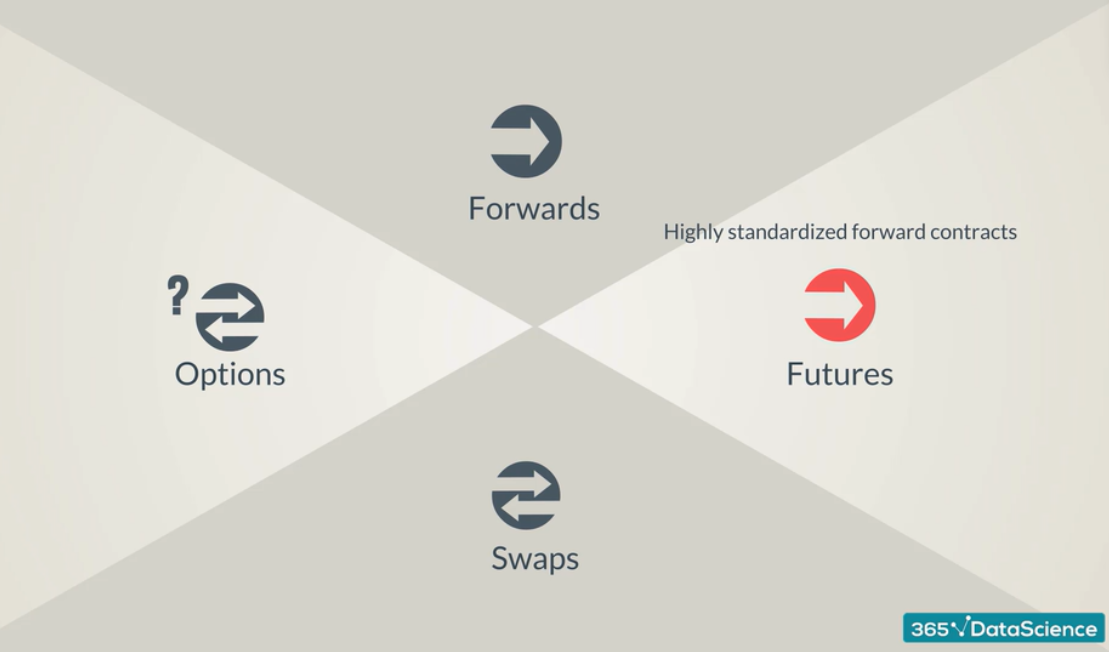 Forwards
Highly standardized forward contracts
?
Options
Futures
Swaps
365 DataScience